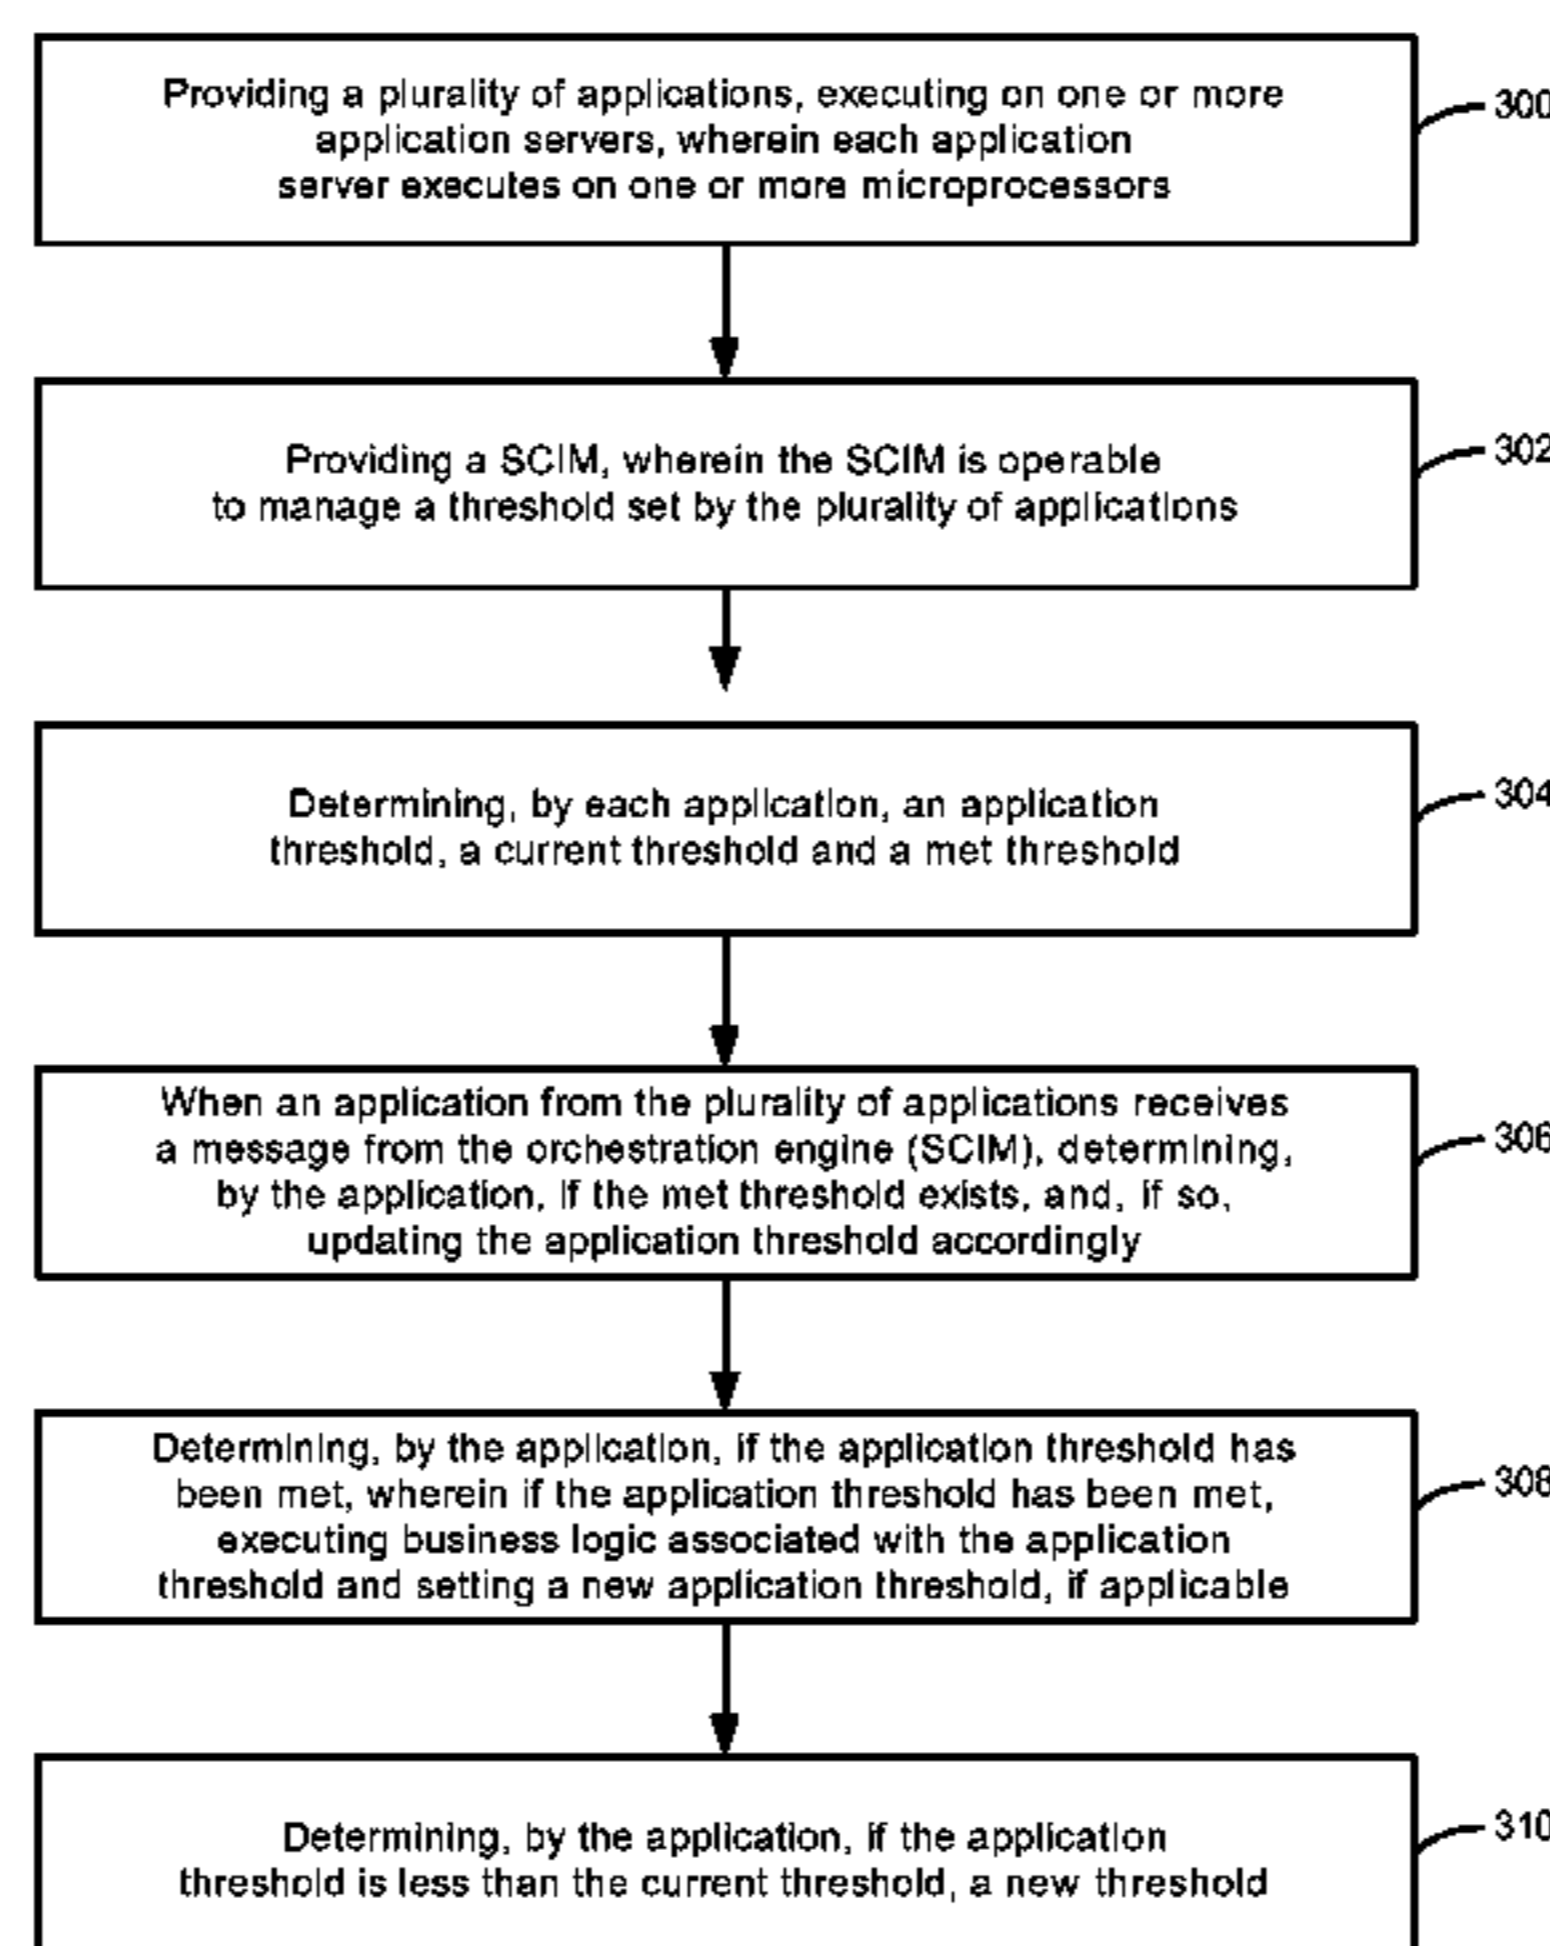 Providing a plurality of applications, executing on one or more
application servers, wherein each application
server executes on one or more microprocessors
300
Providing a SCIM, wherein the SCIM is operable
to manage a threshold set by the plurality of applications
302
Determining, by each application, an application
threshold, a current threshold and a met threshold
304
When an application from the plurality of applications receives
a message from the orchestration engine (SCIM), determining,
by the application, if the met threshold exists, and, if so,
updating the application threshold accordingly
306
Determining, by the application, if the application threshold has
been met, wherein if the application threshold has been met,
executing business logic associated with the application
threshold and setting a new application threshold, if applicable
308
Determining, by the application, if the application
threshold is less than the current threshold, a new threshold
310